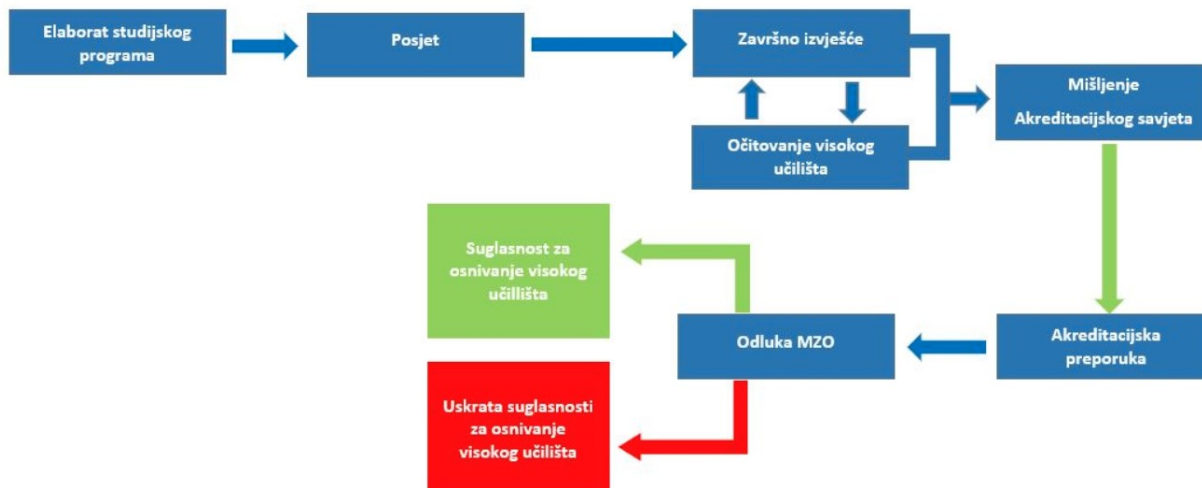 Elaborat studijskog
programa
Posjet
Završno izvješće
Očitovanje visokog
učilišta
Mišljenje
Akreditacijskog savjeta
Akreditacijska
preporuka
Odluka MZO
Suglasnost za
osnivanje visokog
učillišta
Uskrata suglasnosti
za osnivanje
visokog učilišta